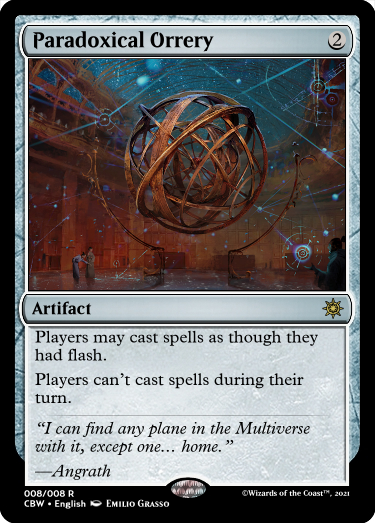 Paradoxical Orrery 2
Artifact
Players may cast spells as though they
had flash.
Players can't cast spells during their
turn.
“I can find any plane in the Multiverse
with it, except one… home.”
—Angrath
008/008 R
CBW • English Emilio Grasso
©Wizards of the Coast™, 2021